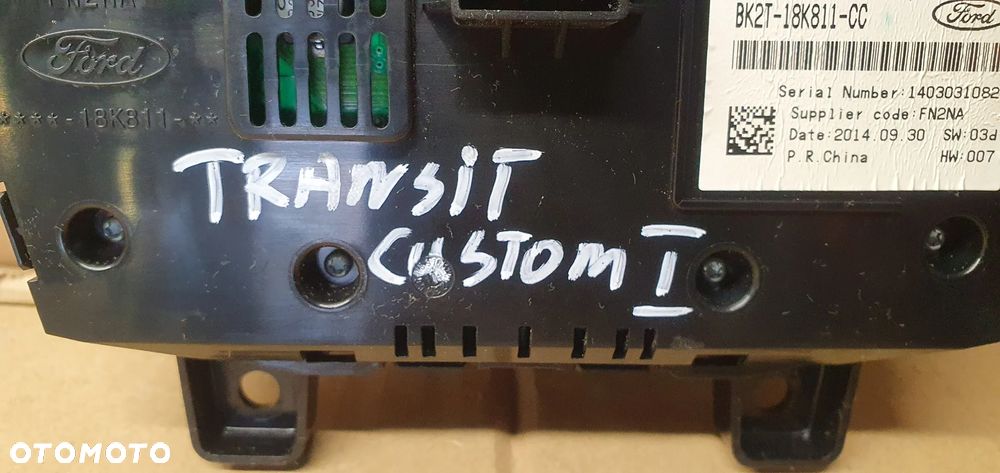 FN2NA
Ford
****-18K811-**
BK2T-18K811-CC
Ford
Serial Number:1403031082
Supplier code:FN2NA
Date:2014.09.30 SW:03d
P.R.China HW:007
TRANSIT
CUSTOM I
OTOMOTO